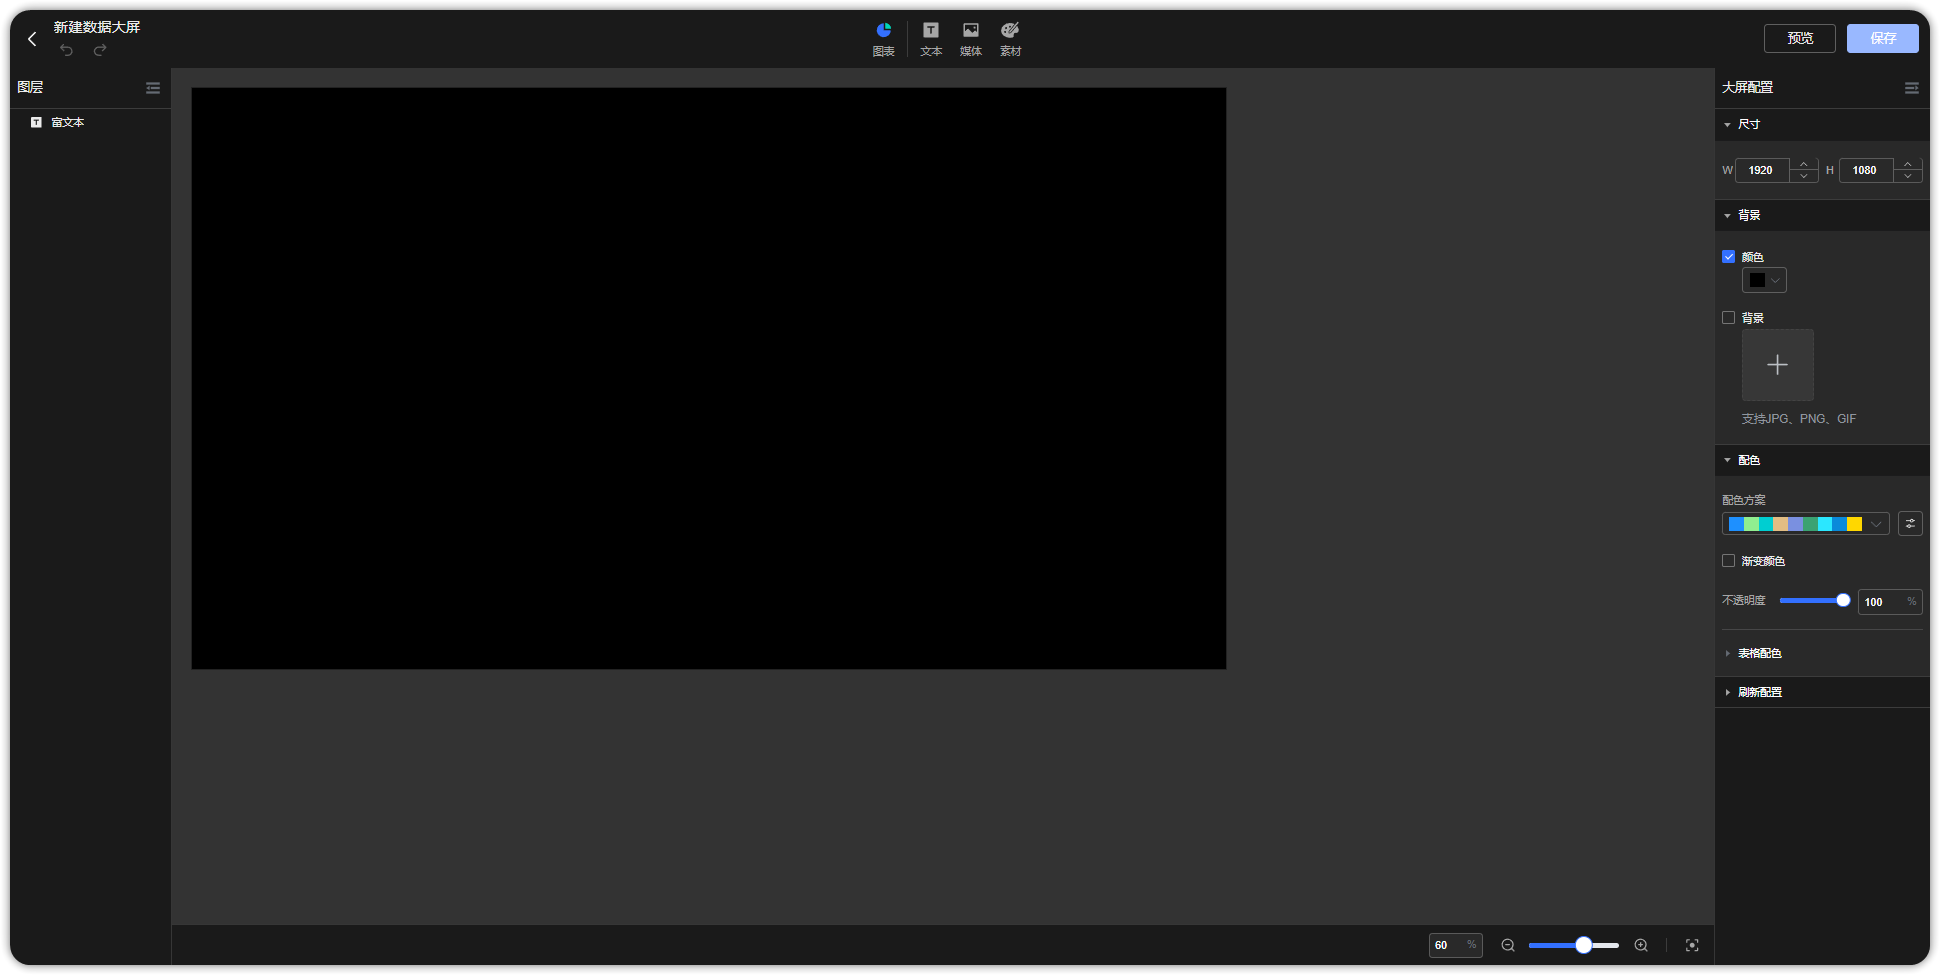 新建数据大屏
图表
文本
媒体
素材
预览
保存
图层
富文本
大屏配置
尺寸
W 1920 H 1080
背景
颜色
背景
支持JPG、PNG、GIF
配色
配色方案
渐变颜色
不透明度 100 %
表格配色
刷新配置
60 %